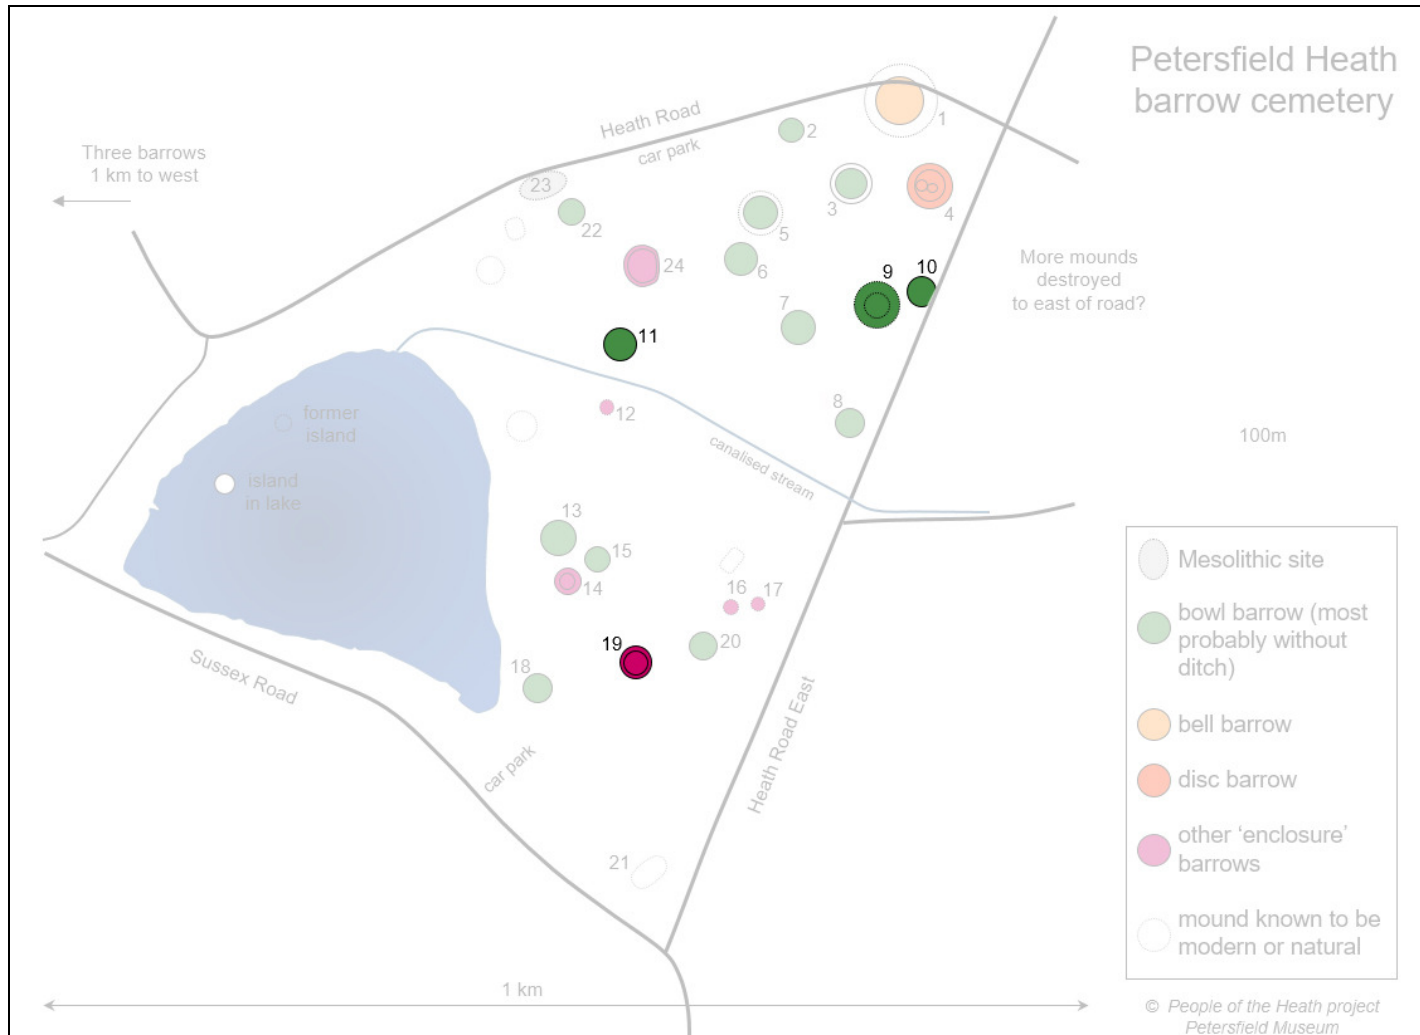 Petersfield Heath
barrow cemetery
Heath Road
car park
Three barrows
1 km to west
1
2
3
4
5
6
7
8
9
10
More mounds
destroyed
to east of road?
23
22
24
11
12
former
island
island
in lake
canalised stream
100m
13
15
14
16
17
19
20
18
Sussex Road
car park
Heath Road East
21
1 km
Mesolithic site
bowl barrow (most
probably without
ditch)
bell barrow
disc barrow
other ‘enclosure’
barrows
mound known to be
modern or natural
© People of the Heath project
Petersfield Museum